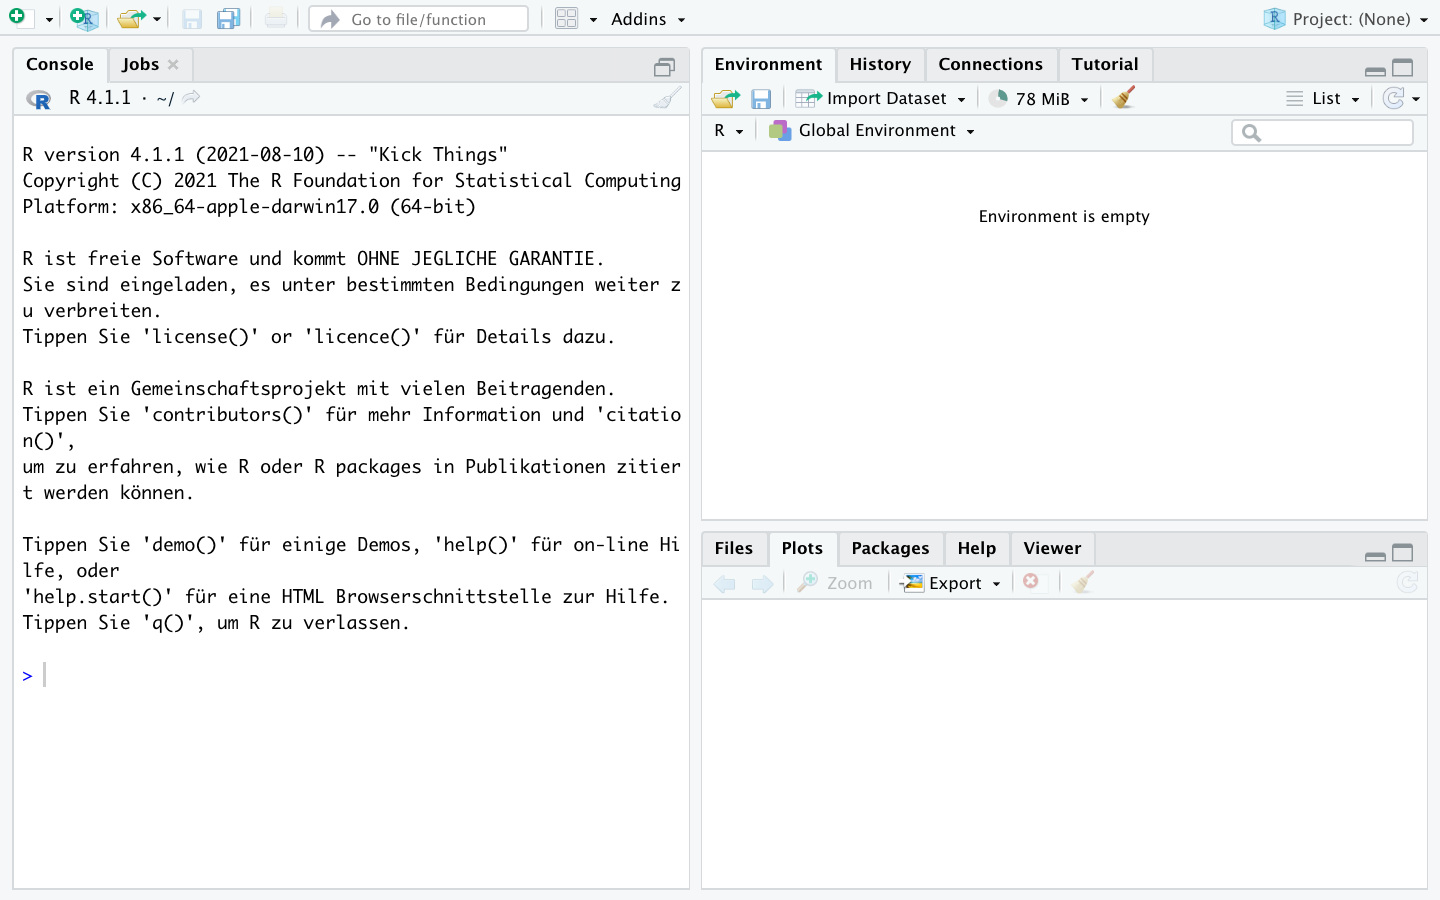 Go to file/function
Addins
Project: (None)
Console
Jobs
R 4.1.1 · ~/
R version 4.1.1 (2021-08-10) -- "Kick Things"
Copyright (C) 2021 The R Foundation for Statistical Computing
Platform: x86_64-apple-darwin17.0 (64-bit)
R ist freie Software und kommt OHNE JEGLICHE GARANTIE.
Sie sind eingeladen, es unter bestimmten Bedingungen weiter z
u verbreiten.
Tippen Sie 'license()' or 'licence()' für Details dazu.
R ist ein Gemeinschaftsprojekt mit vielen Beitragenden.
Tippen Sie 'contributors()' für mehr Information und 'citatio
n()',
um zu erfahren, wie R oder R packages in Publikationen zitier
t werden können.
Tippen Sie 'demo()' für einige Demos, 'help()' für on-line Hi
lfe, oder
'help.start()' für eine HTML Browserschnittstelle zur Hilfe.
Tippen Sie 'q()', um R zu verlassen.
>
Environment
History
Connections
Tutorial
Import Dataset
78 MiB
List
R
Global Environment
Environment is empty
Files
Plots
Packages
Help
Viewer
Zoom
Export